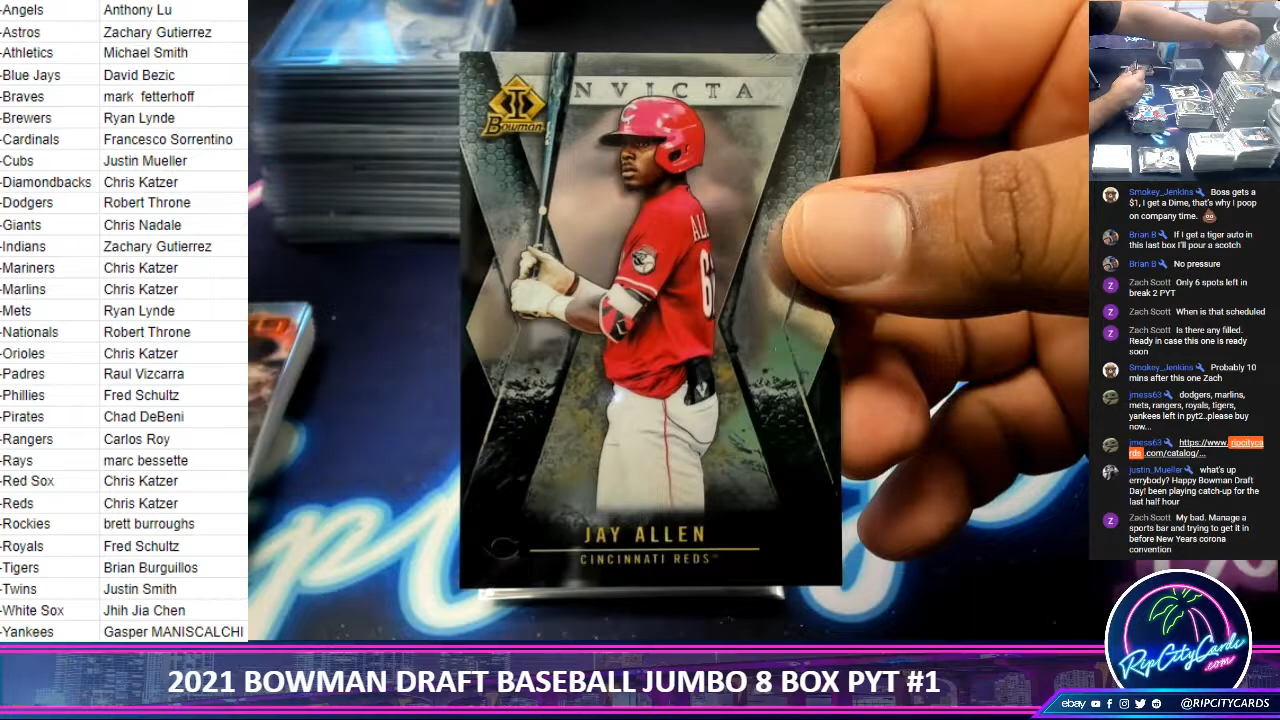 -Angels Anthony Lu
-Astros Zachary Gutierrez
-Athletics Michael Smith
-Blue Jays David Bezic
-Braves mark fetterhoff
-Brewers Ryan Lynde
-Cardinals Francesco Sorrentino
-Cubs Justin Mueller
-Diamondbacks Chris Katzer
-Dodgers Robert Throne
-Giants Chris Nadale
-Indians Zachary Gutierrez
-Mariners Chris Katzer
-Marlins Chris Katzer
-Mets Ryan Lynde
-Nationals Robert Throne
-Orioles Chris Katzer
-Padres Raul Vizcarra
-Phillies Fred Schultz
-Pirates Chad DeBeni
-Rangers Carlos Roy
-Rays marc bessette
-Red Sox Chris Katzer
-Reds Chris Katzer
-Rockies brett burroughs
-Royals Fred Schultz
-Tigers Brian Burguillos
-Twins Justin Smith
-White Sox Jhih Jia Chen
-Yankees Gasper MANISCALCHI
I NVICTA
Bowman
JAY ALLEN
CINCINNATI REDS™
Smokey_Jenkins Boss gets a
$1, I get a Dime, that's why I poop
on company time. 💩
Brian B If I get a tiger auto in
this last box I'll pour a scotch
Brian B No pressure
Z Zach Scott Only 6 spots left in
break 2 PYT
Z Zach Scott When is that scheduled
Z Zach Scott Is there any filled.
Ready in case this one is ready
soon
Smokey_Jenkins Probably 10
mins after this one Zach
jmess63 dodgers, marlins,
mets, rangers, royals, tigers,
yankees left in pyt2..please buy
now...
jmess63 https://www.ripcityca
rds.com/catalog/...
justin_Mueller what's up
errrybody? Happy Bowman Draft
Day! been playing catch-up for the
last half hour
Z Zach Scott My bad. Manage a
sports bar and trying to get it in
before New Years corona
convention
RipCityCards
.com
2021 BOWMAN DRAFT BASEBALL JUMBO 8 BOX PYT #1
ebay @RIPCITYCARDS